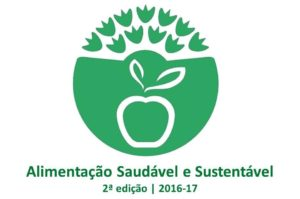 Alimentação Saudável e Sustentável
2ª edição | 2016-17